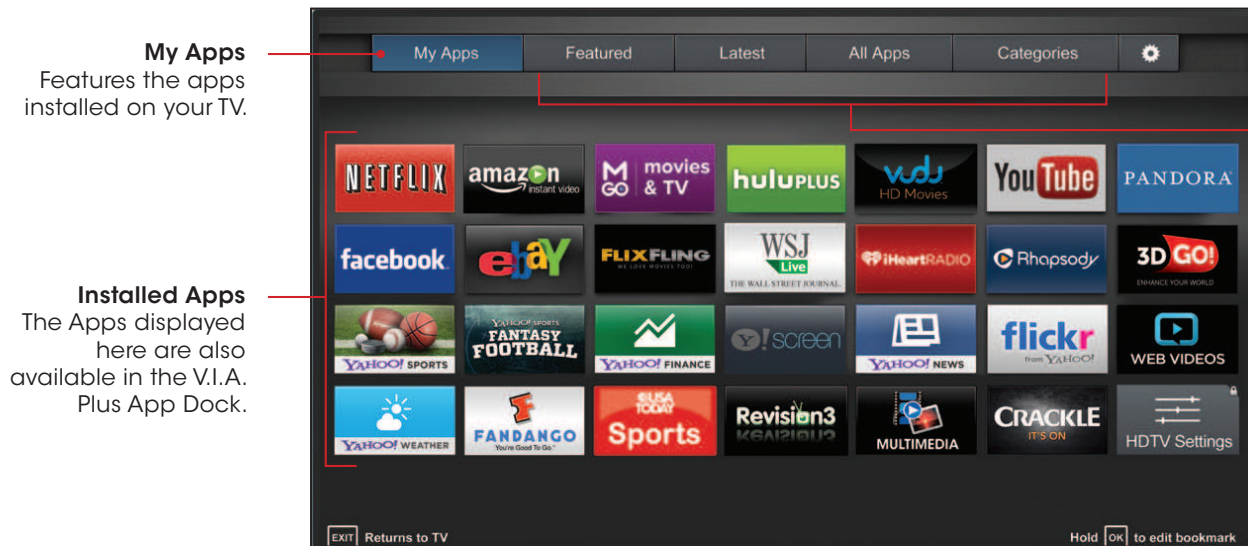 My Apps
Features the apps
installed on your TV.
Installed Apps
The Apps displayed
here are also
available in the V.I.A.
Plus App Dock.
My Apps Featured Latest All Apps Categories
NETFLIX
amazon
instant video
M GO movies & TV
huluPLUS
vudu
HD Movies
YouTube
PANDORA
facebook
ebaY
FLIXFLING
WE LOVE MOVIES TOO!
WSJ
Live
THE WALL STREET JOURNAL.
iHeartRADIO
Rhapsody
3D GO!
ENHANCE YOUR WORLD
YAHOO! SPORTS
YAHOO! SPORTS
FANTASY
FOOTBALL
YAHOO! FINANCE
Y! screen
YAHOO! NEWS
flickr
from YAHOO!
WEB VIDEOS
YAHOO! WEATHER
FANDANGO
You're Good To Go.
USA
TODAY
Sports
Revision3
MULTIMEDIA
CRACKLE
IT'S ON
HDTV Settings
EXIT Returns to TV
Hold OK to edit bookmark